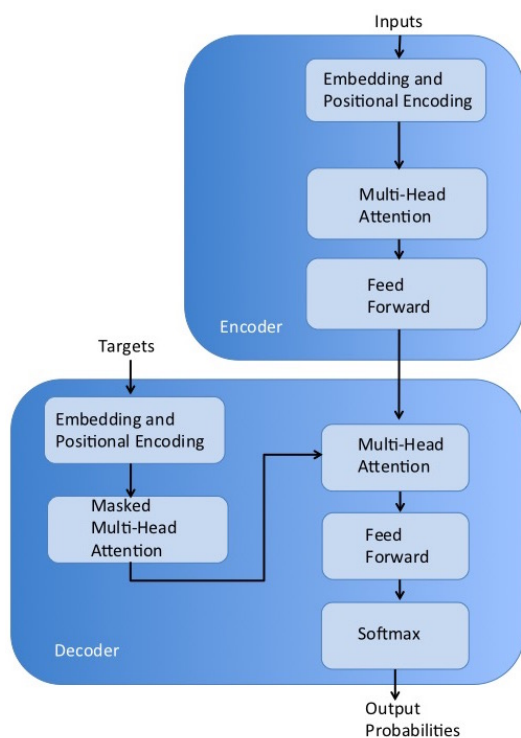 Inputs
Embedding and
Positional Encoding
Multi-Head
Attention
Feed
Forward
Encoder
Targets
Embedding and
Positional Encoding
Masked
Multi-Head
Attention
Multi-Head
Attention
Feed
Forward
Softmax
Decoder
Output
Probabilities